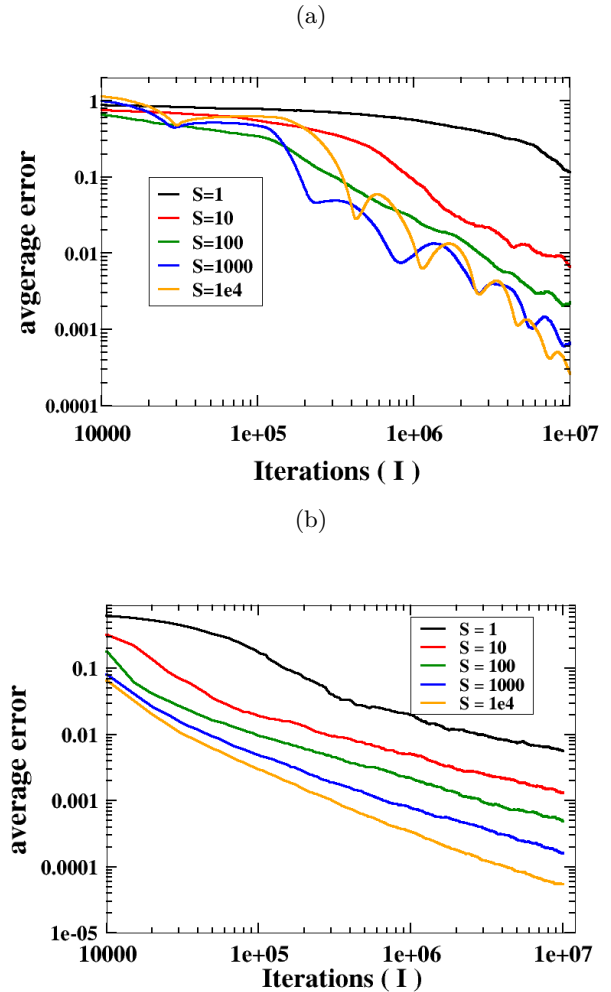 (a)
1
0.1
0.01
0.001
0.0001
avgerage error
S=1
S=10
S=100
S=1000
S=1e4
10000
1e+05
1e+06
1e+07
Iterations ( I )
(b)
0.1
0.01
0.001
0.0001
1e-05
average error
S = 1
S = 10
S = 100
S = 1000
S = 1e4
10000
1e+05
1e+06
1e+07
Iterations ( I )